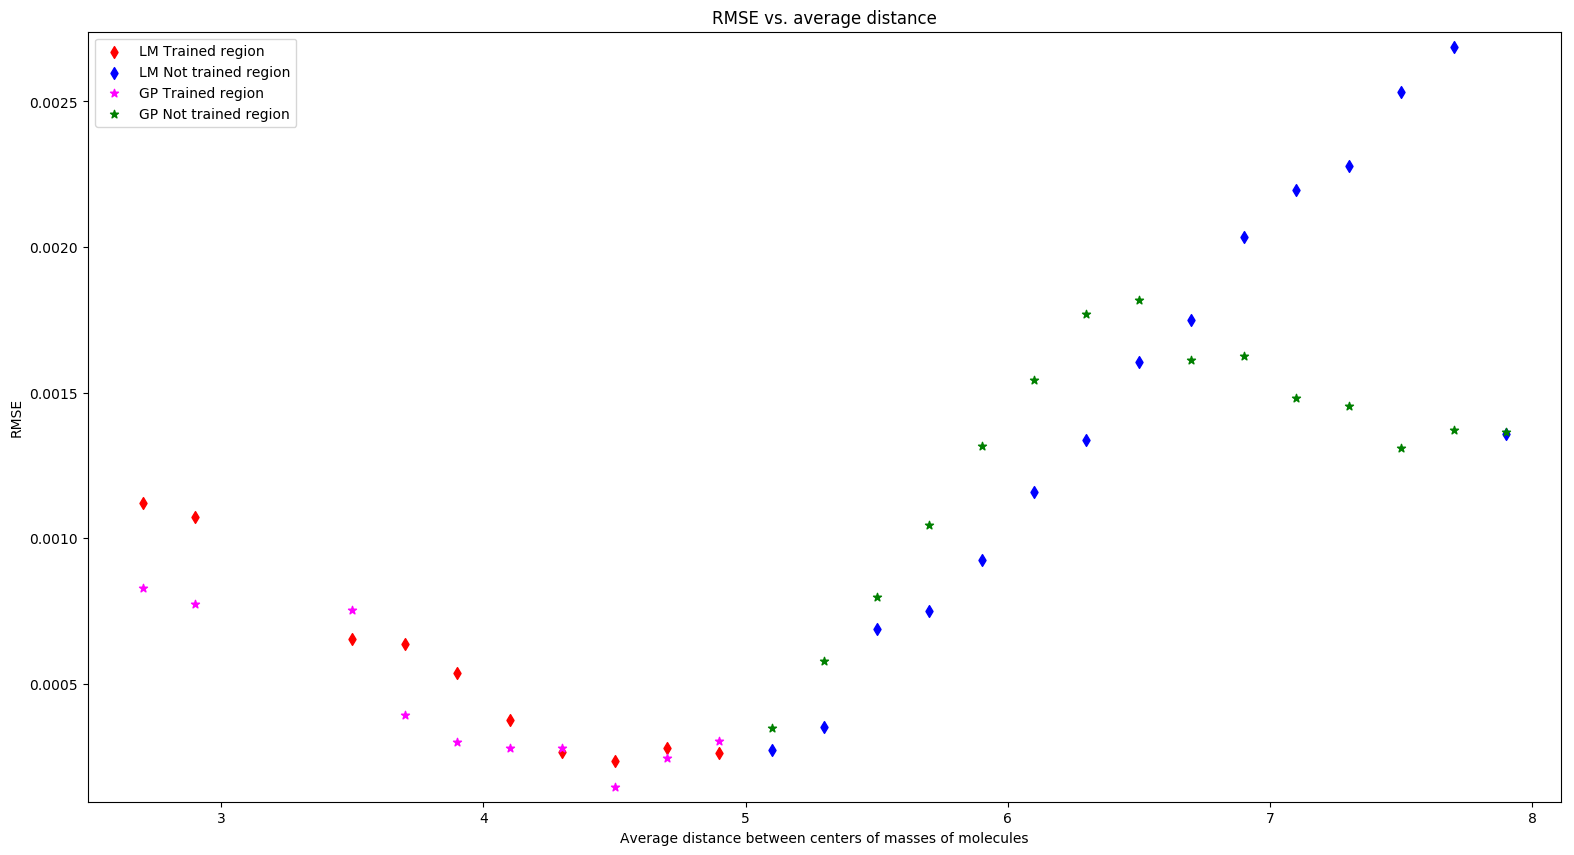 RMSE vs. average distance
LM Trained region
LM Not trained region
GP Trained region
GP Not trained region
RMSE
0.0025
0.0020
0.0015
0.0010
0.0005
3 4 5 6 7 8
Average distance between centers of masses of molecules